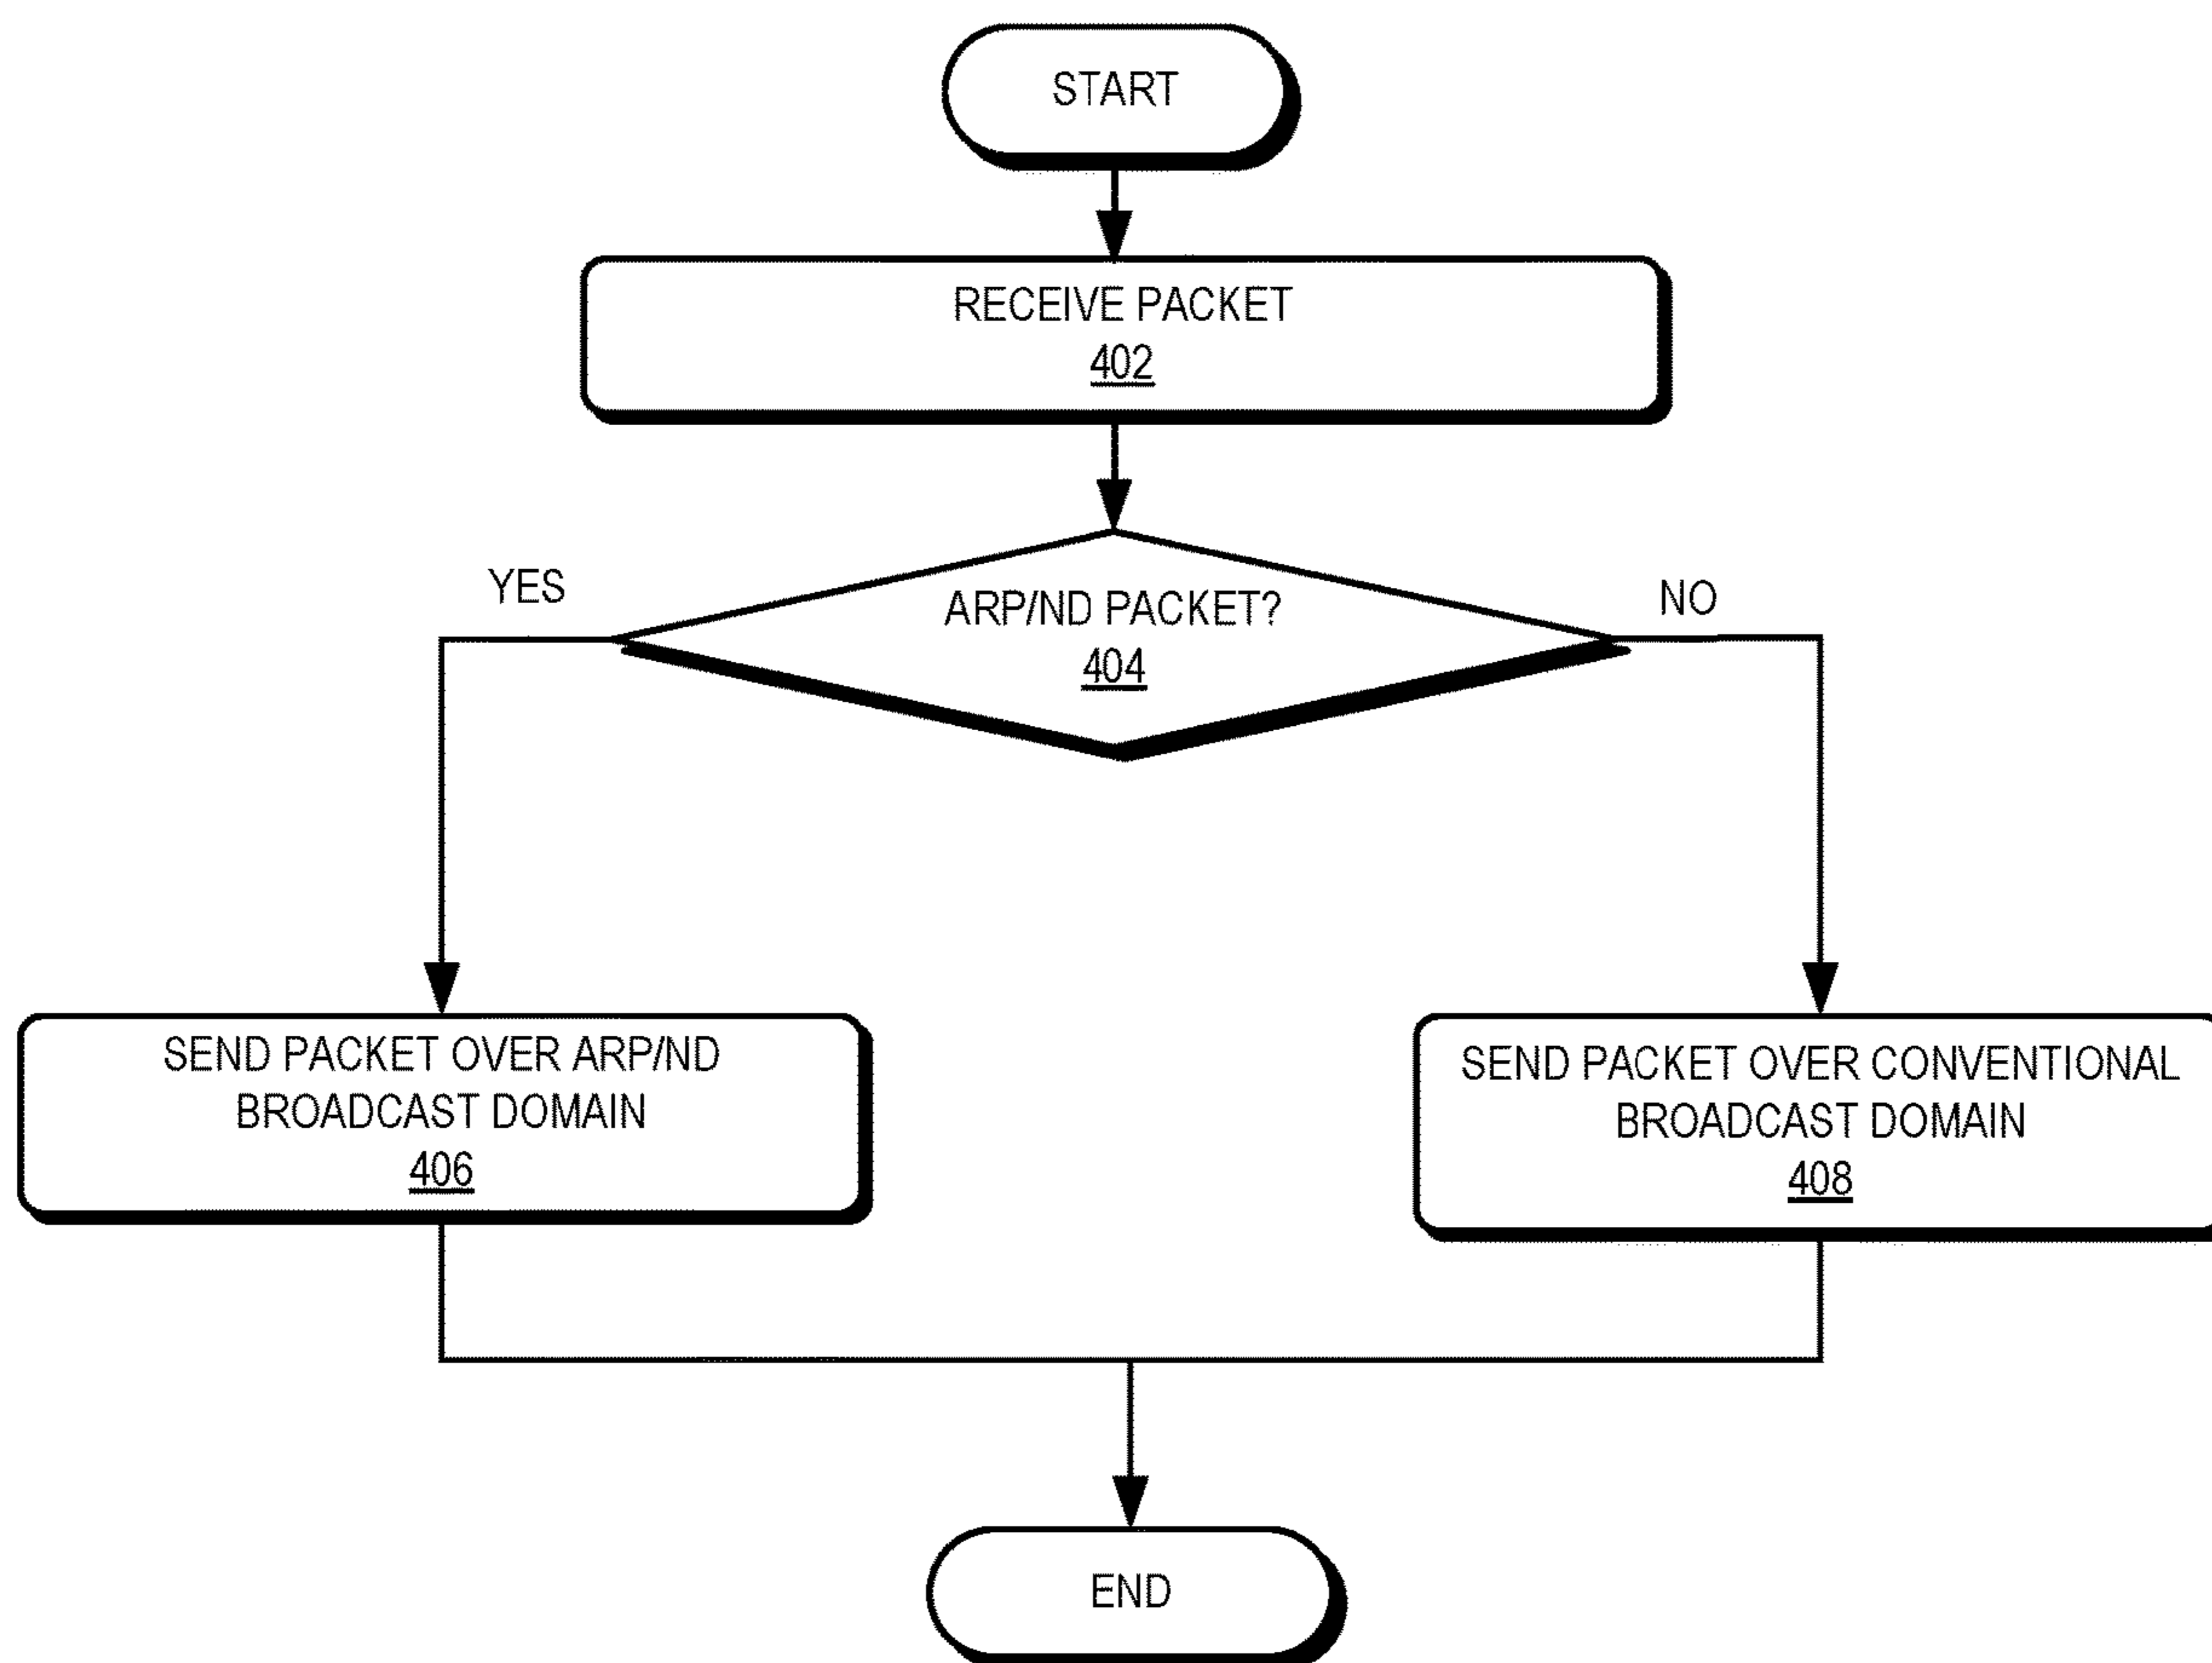 START
RECEIVE PACKET
402
YES
ARP/ND PACKET?
404
NO
SEND PACKET OVER ARP/ND
BROADCAST DOMAIN
406
SEND PACKET OVER CONVENTIONAL
BROADCAST DOMAIN
408
END